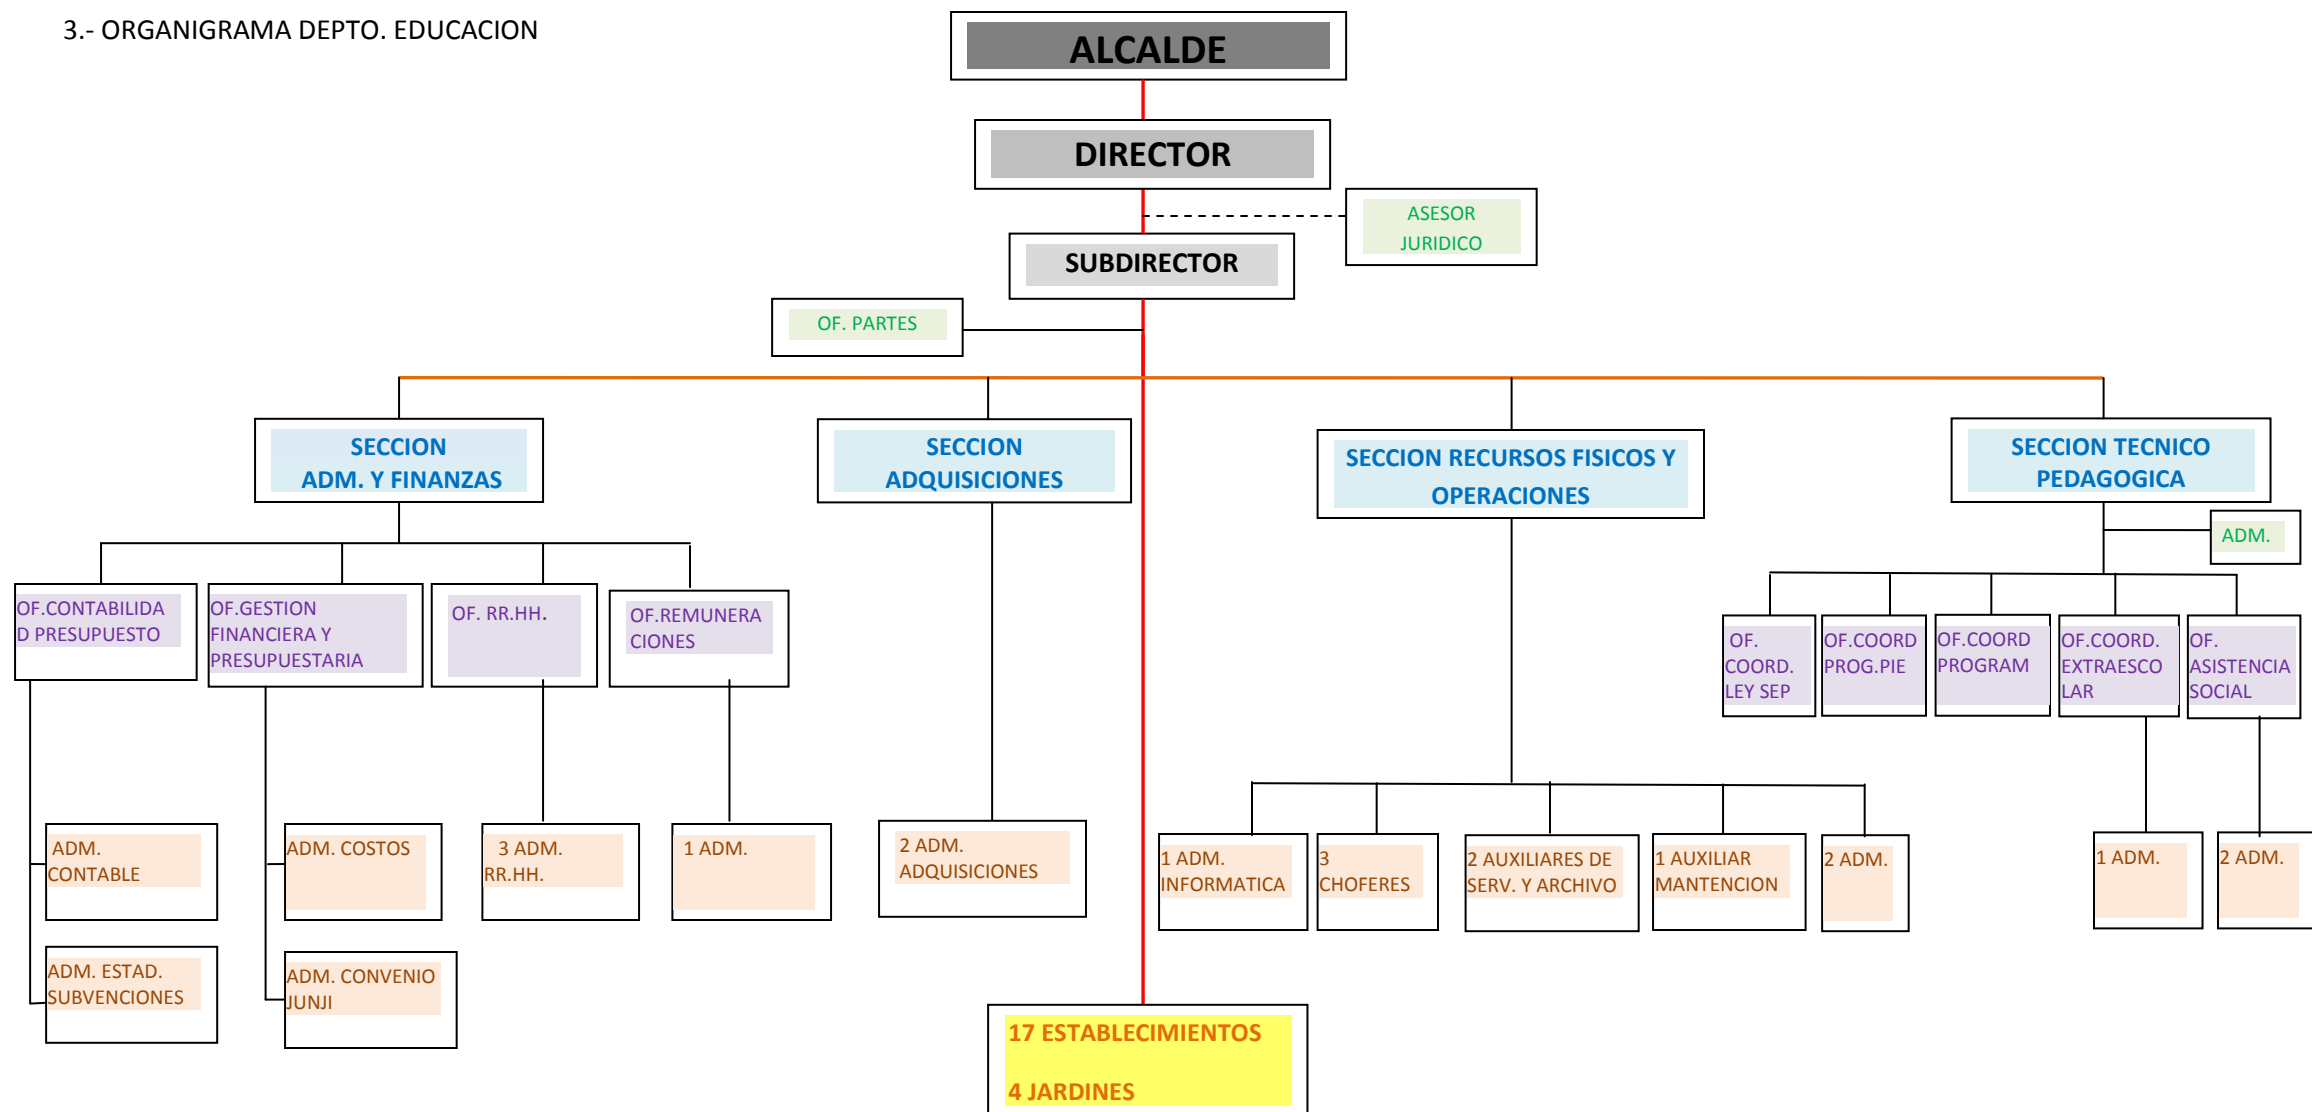 3.- ORGANIGRAMA DEPTO. EDUCACION
ALCALDE
DIRECTOR
ASESOR
JURIDICO
SUBDIRECTOR
OF. PARTES
SECCION
ADM. Y FINANZAS
SECCION
ADQUISICIONES
SECCION RECURSOS FISICOS Y
OPERACIONES
SECCION TECNICO
PEDAGOGICA
ADM.
OF.CONTABILIDA
D PRESUPUESTO
OF.GESTION
FINANCIERA Y
PRESUPUESTARIA
OF. RR.HH.
OF.REMUNERA
CIONES
OF.
COORD.
LEY SEP
OF.COORD
PROG.PIE
OF.COORD
PROGRAM
OF.COORD.
EXTRAESCO
LAR
OF.
ASISTENCIA
SOCIAL
ADM.
CONTABLE
ADM. COSTOS
3 ADM.
RR.HH.
1 ADM.
2 ADM.
ADQUISICIONES
1 ADM.
INFORMATICA
3
CHOFERES
2 AUXILIARES DE
SERV. Y ARCHIVO
1 AUXILIAR
MANTENCION
2 ADM.
1 ADM.
2 ADM.
ADM. ESTAD.
SUBVENCIONES
ADM. CONVENIO
JUNJI
17 ESTABLECIMIENTOS
4 JARDINES